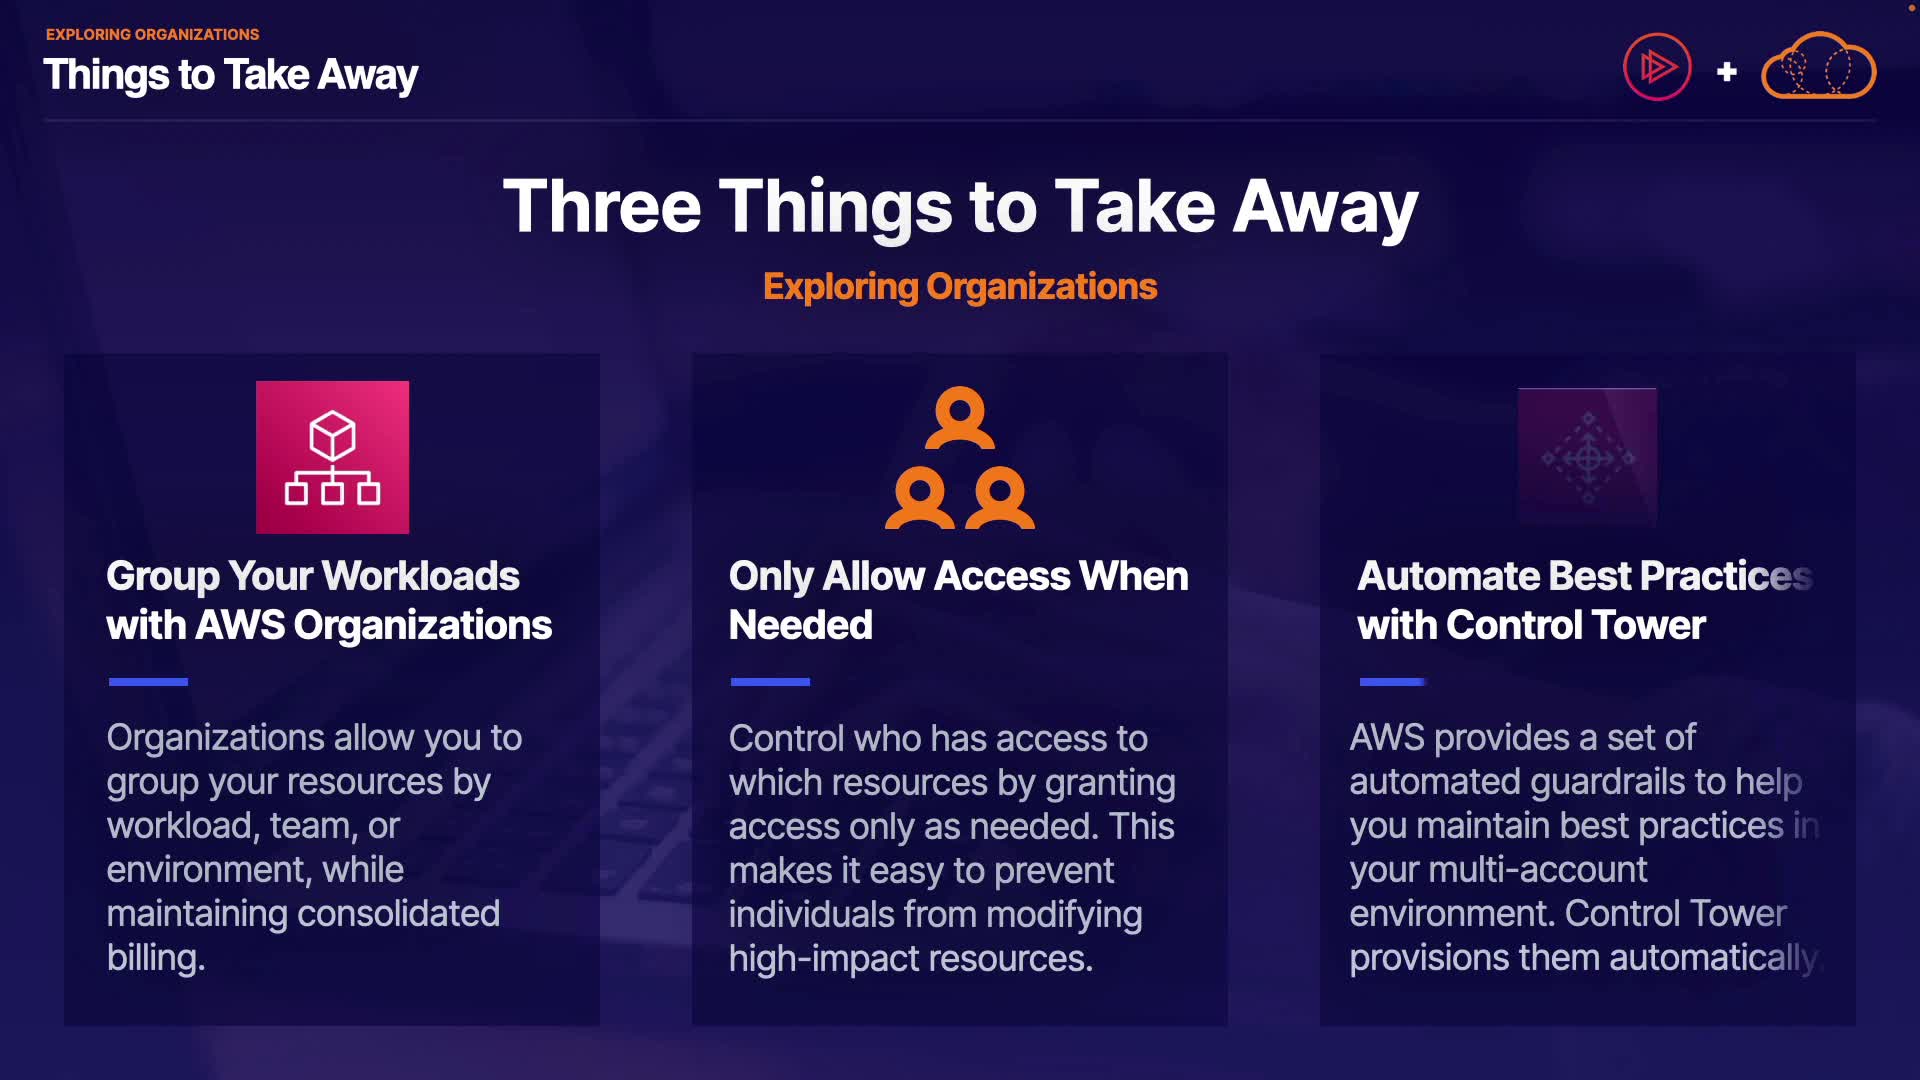 EXPLORING ORGANIZATIONS
Things to Take Away
Three Things to Take Away
Exploring Organizations
Group Your Workloads
with AWS Organizations
Organizations allow you to
group your resources by
workload, team, or
environment, while
maintaining consolidated
billing.
Only Allow Access When
Needed
Control who has access to
which resources by granting
access only as needed. This
makes it easy to prevent
individuals from modifying
high-impact resources.
Automate Best Practices
with Control Tower
AWS provides a set of
automated guardrails to help
you maintain best practices in
your multi-account
environment. Control Tower
provisions them automatically.